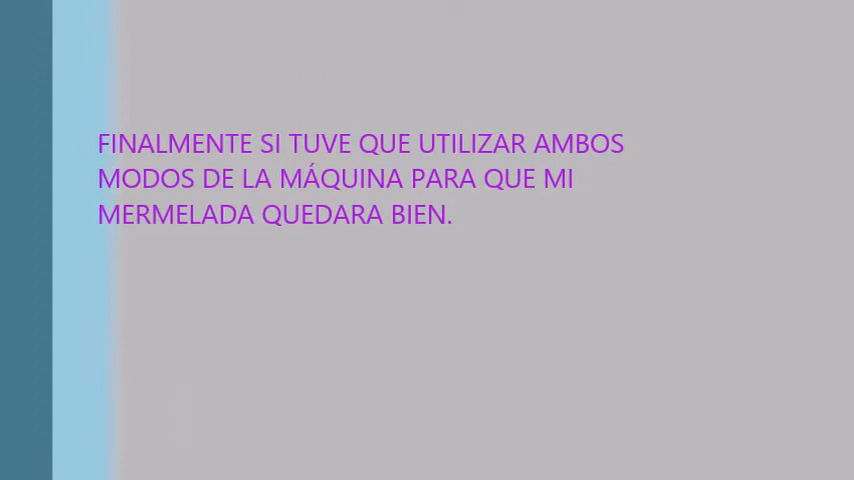 FINALMENTE SI TUVE QUE UTILIZAR AMBOS
MODOS DE LA MÁQUINA PARA QUE MI
MERMELADA QUEDARA BIEN.